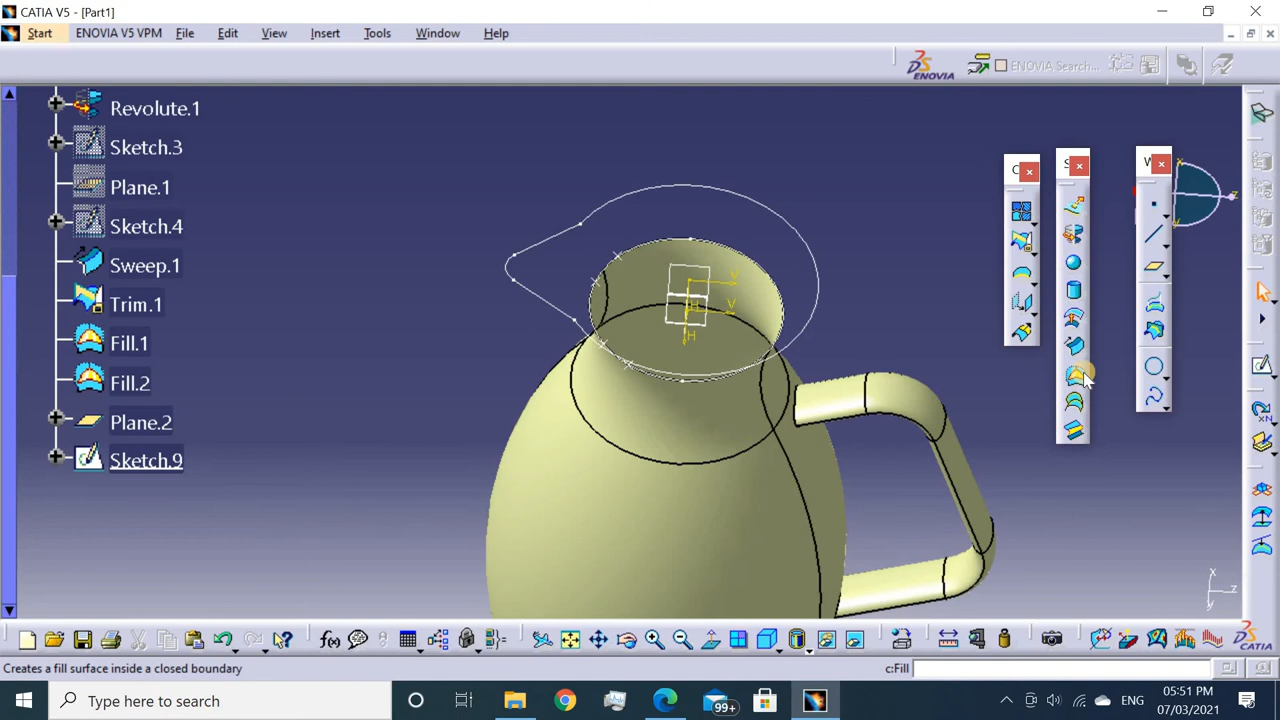 CATIA V5 - [Part1]
Start ENOVIA V5 VPM File Edit View Insert Tools Window Help
ENOVIA
ENOVIA Search...
Revolute.1
Sketch.3
Plane.1
Sketch.4
Sweep.1
Trim.1
Fill.1
Fill.2
Plane.2
Sketch.9
V
V
H
H
C
S
W
x
z
y
x
z
y
f(x)
CATIA
Creates a fill surface inside a closed boundary
c:Fill
Type here to search
99+
ENG
05:51 PM
07/03/2021